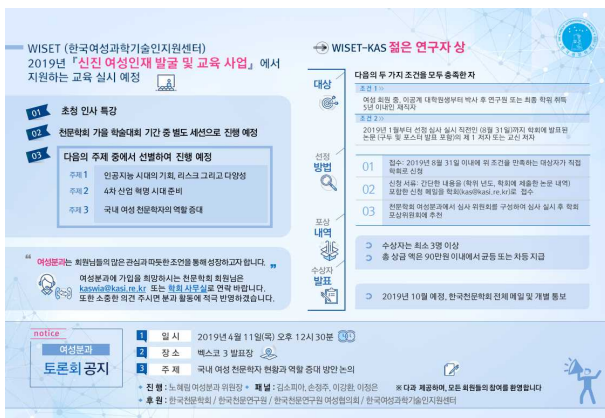 WISET (한국여성과학기술인지원센터)
2019년『신진 여성인재 발굴 및 교육 사업』에서
지원하는 교육 실시 예정
01 초청 인사 특강
02 천문학회 가을 학술대회 기간 중 별도 세션으로 진행 예정
03 다음의 주제 중에서 선별하여 진행 예정
주제 1 인공지능 시대의 기회, 리스크 그리고 다양성
주제 2 4차 산업 혁명 시대 준비
주제 3 국내 여성 천문학자의 역할 증대
“ 여성분과는 회원님들의 많은 관심과 따뜻한 조언을 통해 성장하고자 합니다. ”
여성분과에 가입을 희망하시는 천문학회 회원님은
kaswia@kasi.re.kr 또는 학회 사무실로 연락 바랍니다.
또한 소중한 의견 주시면 분과 활동에 적극 반영하겠습니다.
WISET-KAS 젊은 연구자 상
대상
다음의 두 가지 조건을 모두 충족한 자
조건 1 >>
여성 회원 중, 이공계 대학원생부터 박사 후 연구원 또는 최종 학위 취득
5년 이내인 재직자
조건 2 >>
2019년 1월부터 선정 심사 실시 직전인 (8월 31일)까지 학회에 발표된
논문 (구두 및 포스터 발표 포함)의 제 1 저자 또는 교신 저자
선정
방법
01 접수: 2019년 8월 31일 이내에 위 조건을 만족하는 대상자가 직접
학회로 신청
02 신청 서류: 간단한 내용을 (학위 년도, 학회에 제출한 논문 내역)
포함한 신청 메일을 학회(kas@kasi.re.kr)로 접수
03 천문학회 여성분과에서 심사 위원회를 구성하여 심사 실시 후 학회
포상위원회에 추천
포상
내역
수상자는 최소 3명 이상
총 상금 액은 90만원 이내에서 균등 또는 차등 지급
수상자
발표
2019년 10월 예정, 한국천문학회 전체 메일 및 개별 통보
notice
여성분과
토론회 공지
1 일 시 2019년 4월 11일(목) 오후 12시 30분
2 장 소 벡스코 3 발표장
3 주 제 국내 여성 천문학자 현황과 역할 증대 방안 논의
진 행 : 노혜림 여성분과 위원장 패 널 : 김소피아, 손정주, 이강환, 이정은 ※ 다과 제공하며, 모든 회원들의 참여를 환영합니다
후 원 : 한국천문학회 / 한국천문연구원 / 한국천문연구원 여성협의회 / 한국여성과학기술인지원센터